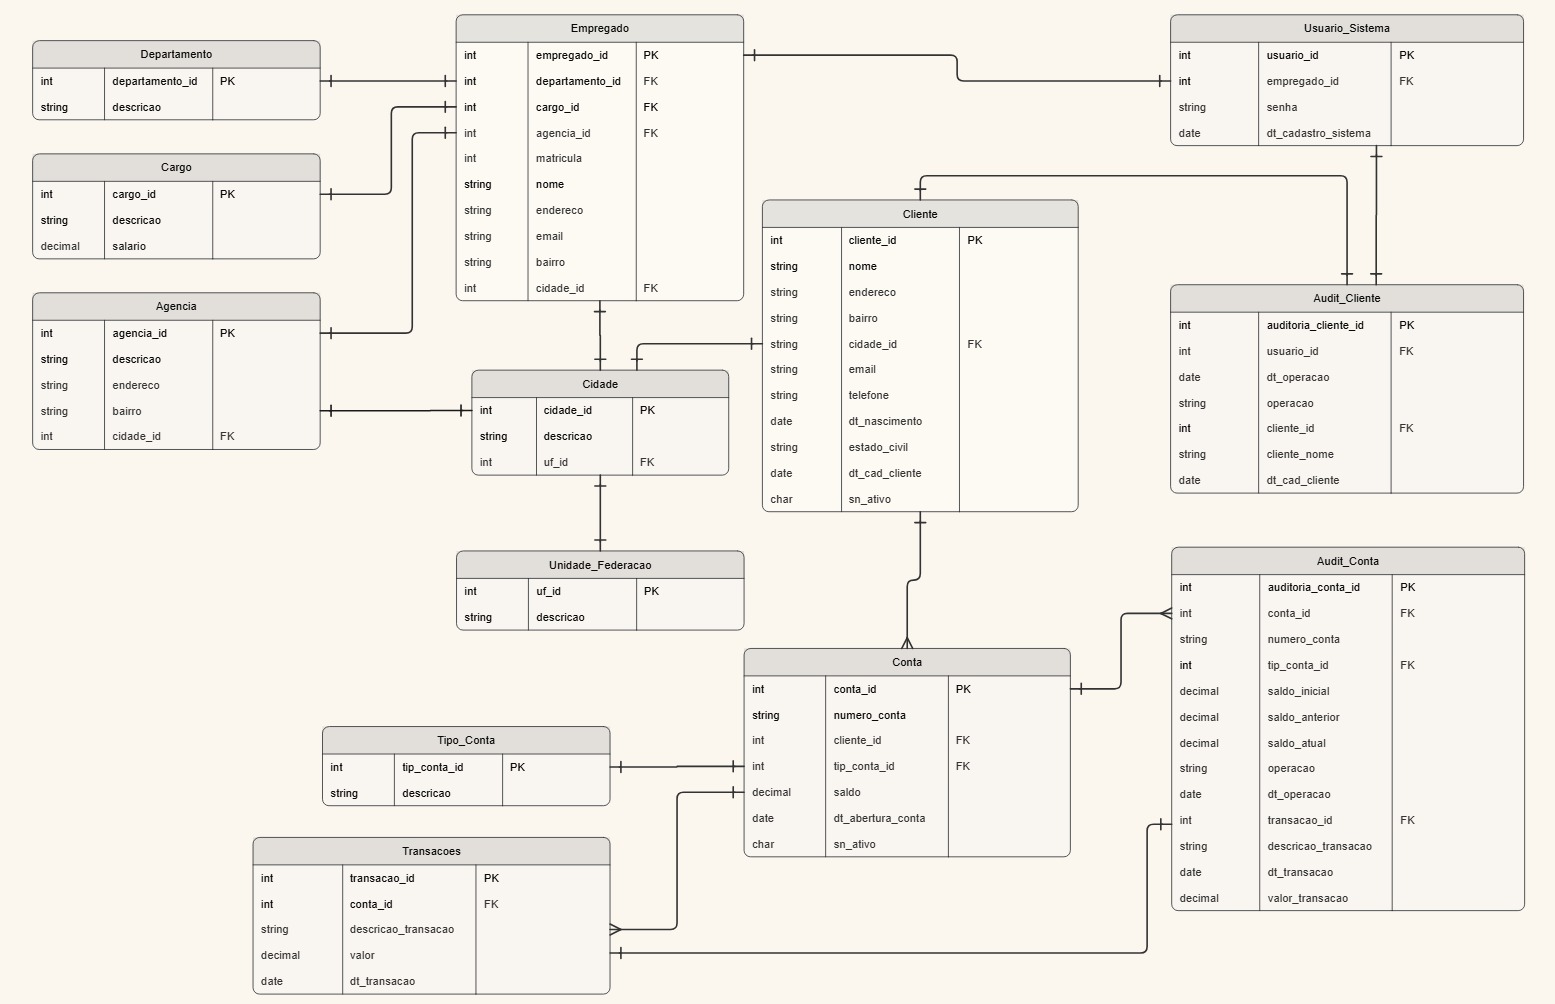 Departamento
int departamento_id PK
string descricao
Cargo
int cargo_id PK
string descricao
decimal salario
Agencia
int agencia_id PK
string descricao
string endereco
string bairro
int cidade_id FK
Empregado
int empregado_id PK
int departamento_id FK
int cargo_id FK
int agencia_id FK
int matricula
string nome
string endereco
string email
string bairro
int cidade_id FK
Usuario_Sistema
int usuario_id PK
int empregado_id FK
string senha
date dt_cadastro_sistema
Cliente
int cliente_id PK
string nome
string endereco
string bairro
string cidade_id FK
string email
string telefone
date dt_nascimento
string estado_civil
date dt_cad_cliente
char sn_ativo
Audit_Cliente
int auditoria_cliente_id PK
int usuario_id FK
date dt_operacao
string operacao
int cliente_id FK
string cliente_nome
date dt_cad_cliente
Cidade
int cidade_id PK
string descricao
int uf_id FK
Unidade_Federacao
int uf_id PK
string descricao
Conta
int conta_id PK
string numero_conta
int cliente_id FK
int tip_conta_id FK
decimal saldo
date dt_abertura_conta
char sn_ativo
Audit_Conta
int auditoria_conta_id PK
int conta_id FK
string numero_conta
int tip_conta_id FK
decimal saldo_inicial
decimal saldo_anterior
decimal saldo_atual
string operacao
date dt_operacao
int transacao_id FK
string descricao_transacao
date dt_transacao
decimal valor_transacao
Tipo_Conta
int tip_conta_id PK
string descricao
Transacoes
int transacao_id PK
int conta_id FK
string descricao_transacao
decimal valor
date dt_transacao